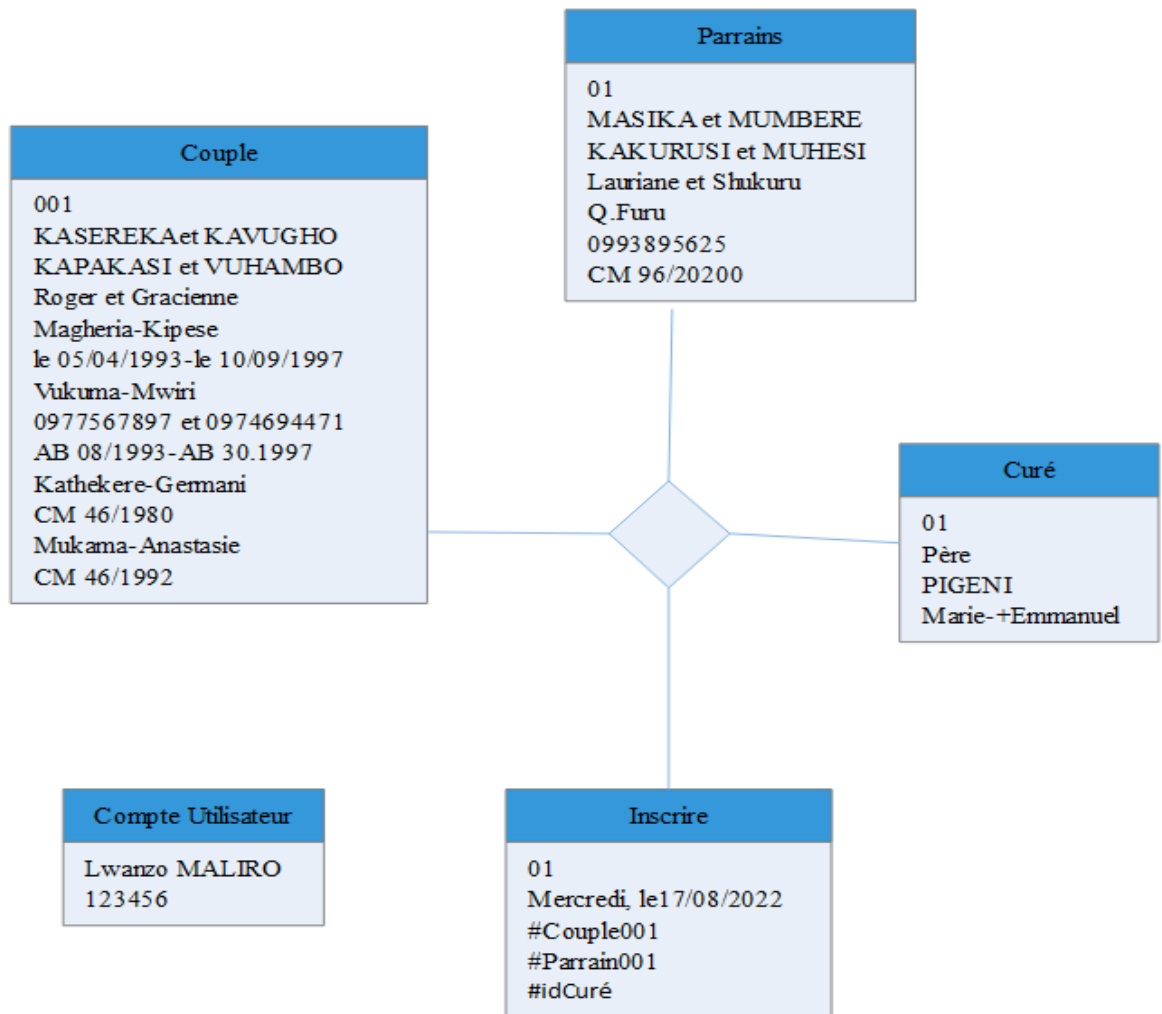 Parrains
01
MASIKA et MUMBERE
KAKURUSI et MUHESI
Lauriane et Shukuru
Q.Furu
0993895625
CM 96/20200
Couple
001
KASEREKAet KAVUGHO
KAPAKASI et VUHAMBO
Roger et Gracienne
Magheria-Kipese
le 05/04/1993-le 10/09/1997
Vukuma-Mwiri
0977567897 et 0974694471
AB 08/1993-AB 30.1997
Kathekere-Germani
CM 46/1980
Mukama-Anastasie
CM 46/1992
Curé
01
Père
PIGENI
Marie-+Emmanuel
Compte Utilisateur
Lwanzo MALIRO
123456
Inscrire
01
Mercredi, le17/08/2022
#Couple001
#Parrain001
#idCuré